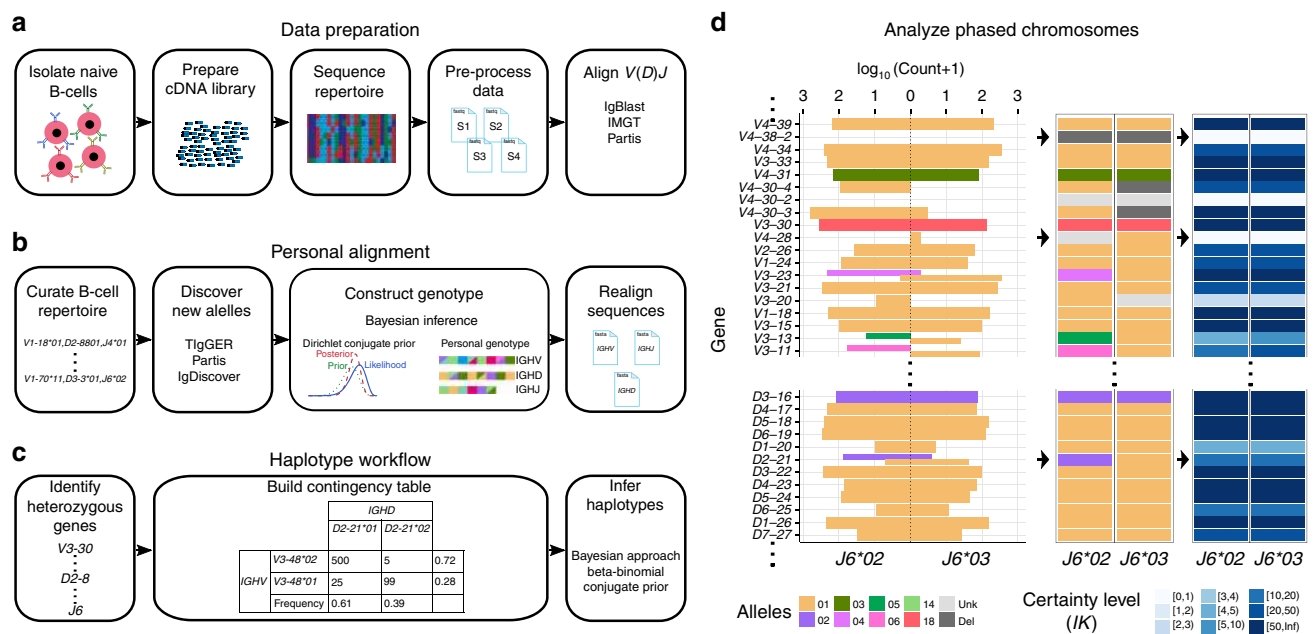 a
Data preparation
Isolate naive
B-cells
Prepare
cDNA library
Sequence
repertoire
Pre-process
data
fastq
S1
fastq
S2
fastq
S3
fastq
S4
Align V(D)J
IgBlast
IMGT
Partis
b
Personal alignment
Curate B-cell
repertoire
V1-18*01,D2-8801,J4*01
V1-70*11,D3-3*01,J6*02
Discover
new alelles
TIgGER
Partis
IgDiscover
Construct genotype
Bayesian inference
Dirichlet conjugate prior
Posterior
Prior
Likelihood
Personal genotype
IGHV
IGHD
IGHJ
Realign
sequences
fasta
IGHV
fasta
IGHJ
fasta
IGHD
c
Haplotype workflow
Identify
heterozygous
genes
V3-30
D2-8
J6
Build contingency table
IGHD
D2-21*01 D2-21*02
IGHV
V3-48*02 500 5 0.72
V3-48*01 25 99 0.28
Frequency 0.61 0.39
Infer
haplotypes
Bayesian approach
beta-binomial
conjugate prior
d
Analyze phased chromosomes
log10 (Count+1)
3 2 1 0 1 2 3
Gene
V4–39
V4–38–2
V4–34
V3–33
V4–31
V4–30–4
V4–30–2
V4–30–3
V3–30
V4–28
V2–26
V1–24
V3–23
V3–21
V3–20
V1–18
V3–15
V3–13
V3–11
D3–16
D4–17
D5–18
D6–19
D1–20
D2–21
D3–22
D4–23
D5–24
D6–25
D1–26
D7–27
J6*02 J6*03
J6*02 J6*03
J6*02 J6*03
Alleles
01 03 05 14 Unk
02 04 06 18 Del
Certainty level
(lK)
[0,1) [3,4) [10,20)
[1,2) [4,5) [20,50)
[2,3) [5,10) [50,Inf)